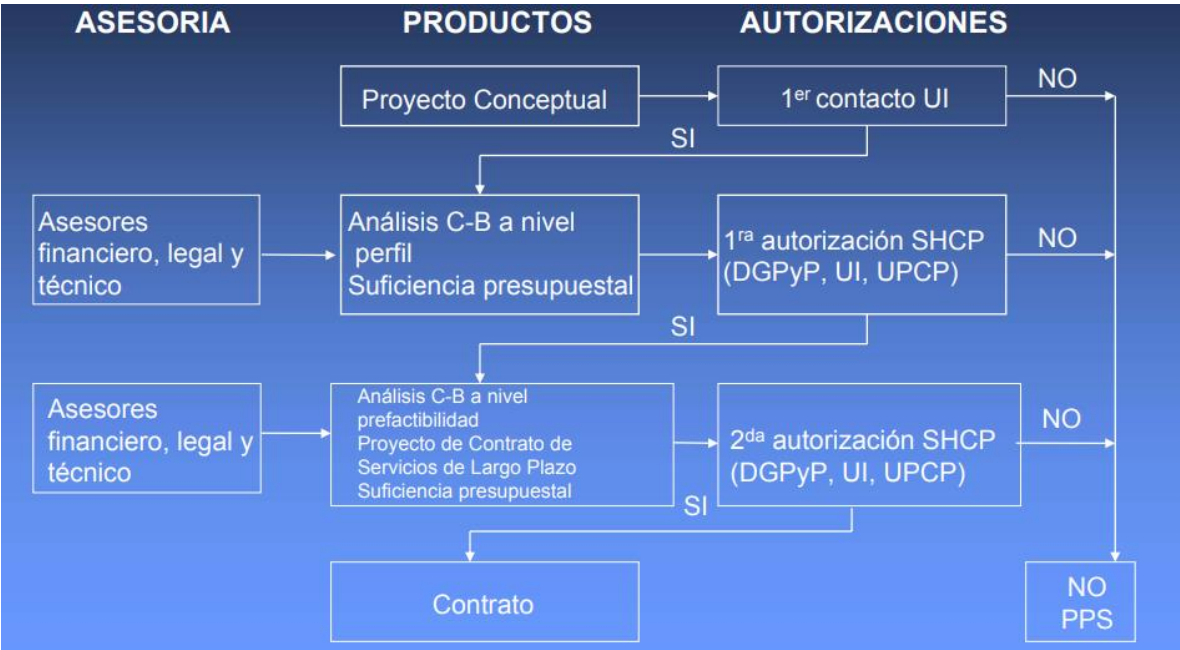 ASESORIA PRODUCTOS AUTORIZACIONES
Proyecto Conceptual
1er contacto UI
NO
SI
Asesores
financiero, legal y
técnico
Análisis C-B a nivel
perfil
Suficiencia presupuestal
1ra autorización SHCP
(DGPyP, UI, UPCP)
NO
SI
Asesores
financiero, legal y
técnico
Análisis C-B a nivel
prefactibilidad
Proyecto de Contrato de
Servicios de Largo Plazo
Suficiencia presupuestal
2da autorización SHCP
(DGPyP, UI, UPCP)
NO
SI
Contrato
NO
PPS